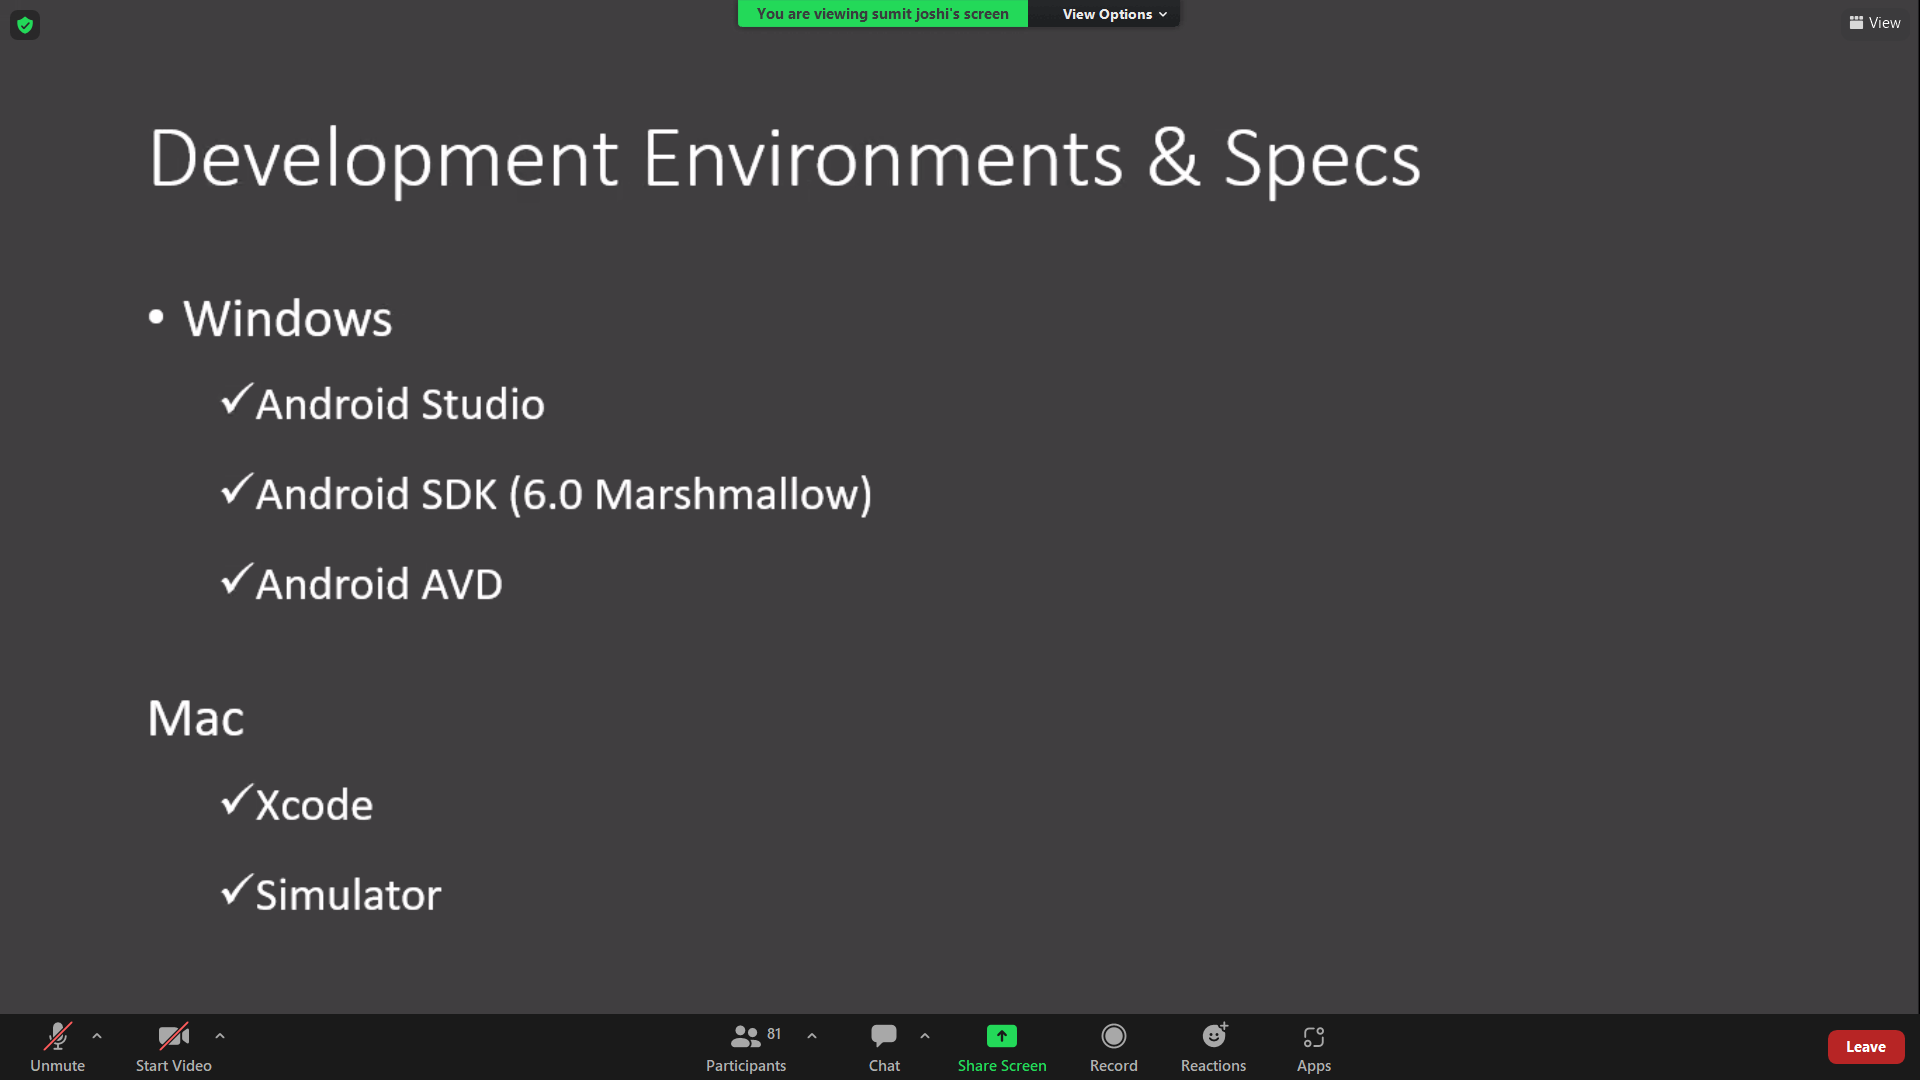 You are viewing sumit joshi's screen
View Options
View
Development Environments & Specs
• Windows
✓Android Studio
✓Android SDK (6.0 Marshmallow)
✓Android AVD
Mac
✓Xcode
✓Simulator
Unmute
Start Video
81
Participants
Chat
Share Screen
Record
Reactions
Apps
Leave